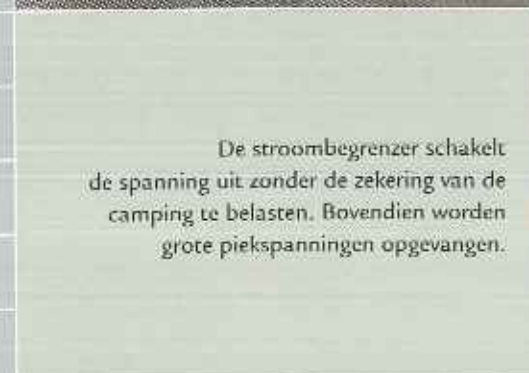 De stroombegrenzer schakelt
de spanning uit zonder de zekering van de
camping te belasten. Bovendien worden
grote piekspanningen opgevangen.